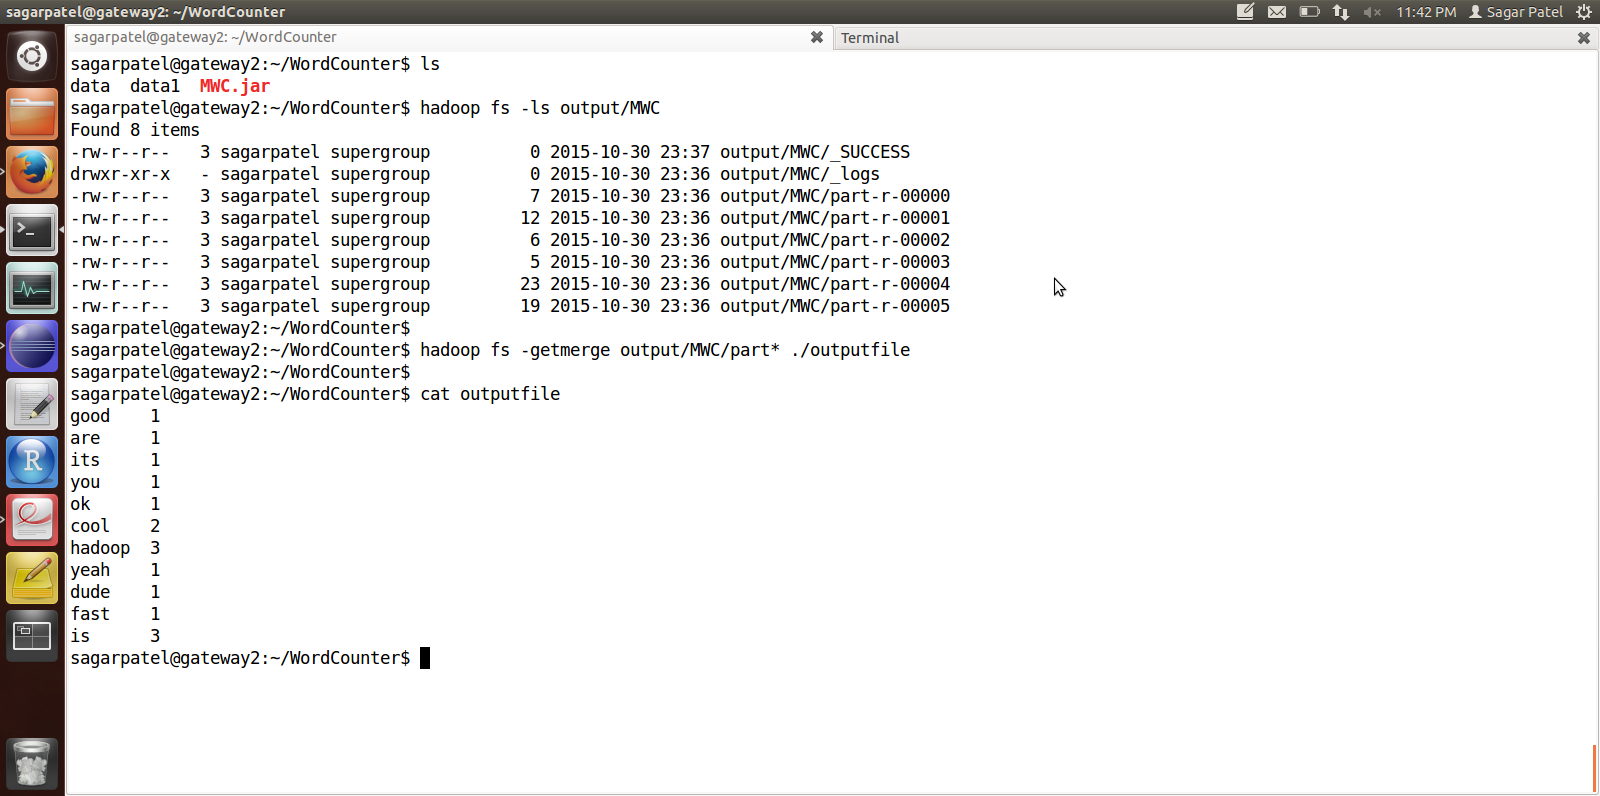 sagarpatel@gateway2: ~/WordCounter
11:42 PM Sagar Patel
sagarpatel@gateway2: ~/WordCounter
Terminal
sagarpatel@gateway2:~/WordCounter$ ls
data  data1  MWC.jar
sagarpatel@gateway2:~/WordCounter$ hadoop fs -ls output/MWC
Found 8 items
-rw-r--r--   3 sagarpatel supergroup          0 2015-10-30 23:37 output/MWC/_SUCCESS
drwxr-xr-x   - sagarpatel supergroup          0 2015-10-30 23:36 output/MWC/_logs
-rw-r--r--   3 sagarpatel supergroup          7 2015-10-30 23:36 output/MWC/part-r-00000
-rw-r--r--   3 sagarpatel supergroup         12 2015-10-30 23:36 output/MWC/part-r-00001
-rw-r--r--   3 sagarpatel supergroup          6 2015-10-30 23:36 output/MWC/part-r-00002
-rw-r--r--   3 sagarpatel supergroup          5 2015-10-30 23:36 output/MWC/part-r-00003
-rw-r--r--   3 sagarpatel supergroup         23 2015-10-30 23:36 output/MWC/part-r-00004
-rw-r--r--   3 sagarpatel supergroup         19 2015-10-30 23:36 output/MWC/part-r-00005
sagarpatel@gateway2:~/WordCounter$
sagarpatel@gateway2:~/WordCounter$ hadoop fs -getmerge output/MWC/part* ./outputfile
sagarpatel@gateway2:~/WordCounter$
sagarpatel@gateway2:~/WordCounter$ cat outputfile
good    1
are     1
its     1
you     1
ok      1
cool    2
hadoop  3
yeah    1
dude    1
fast    1
is      3
sagarpatel@gateway2:~/WordCounter$
R